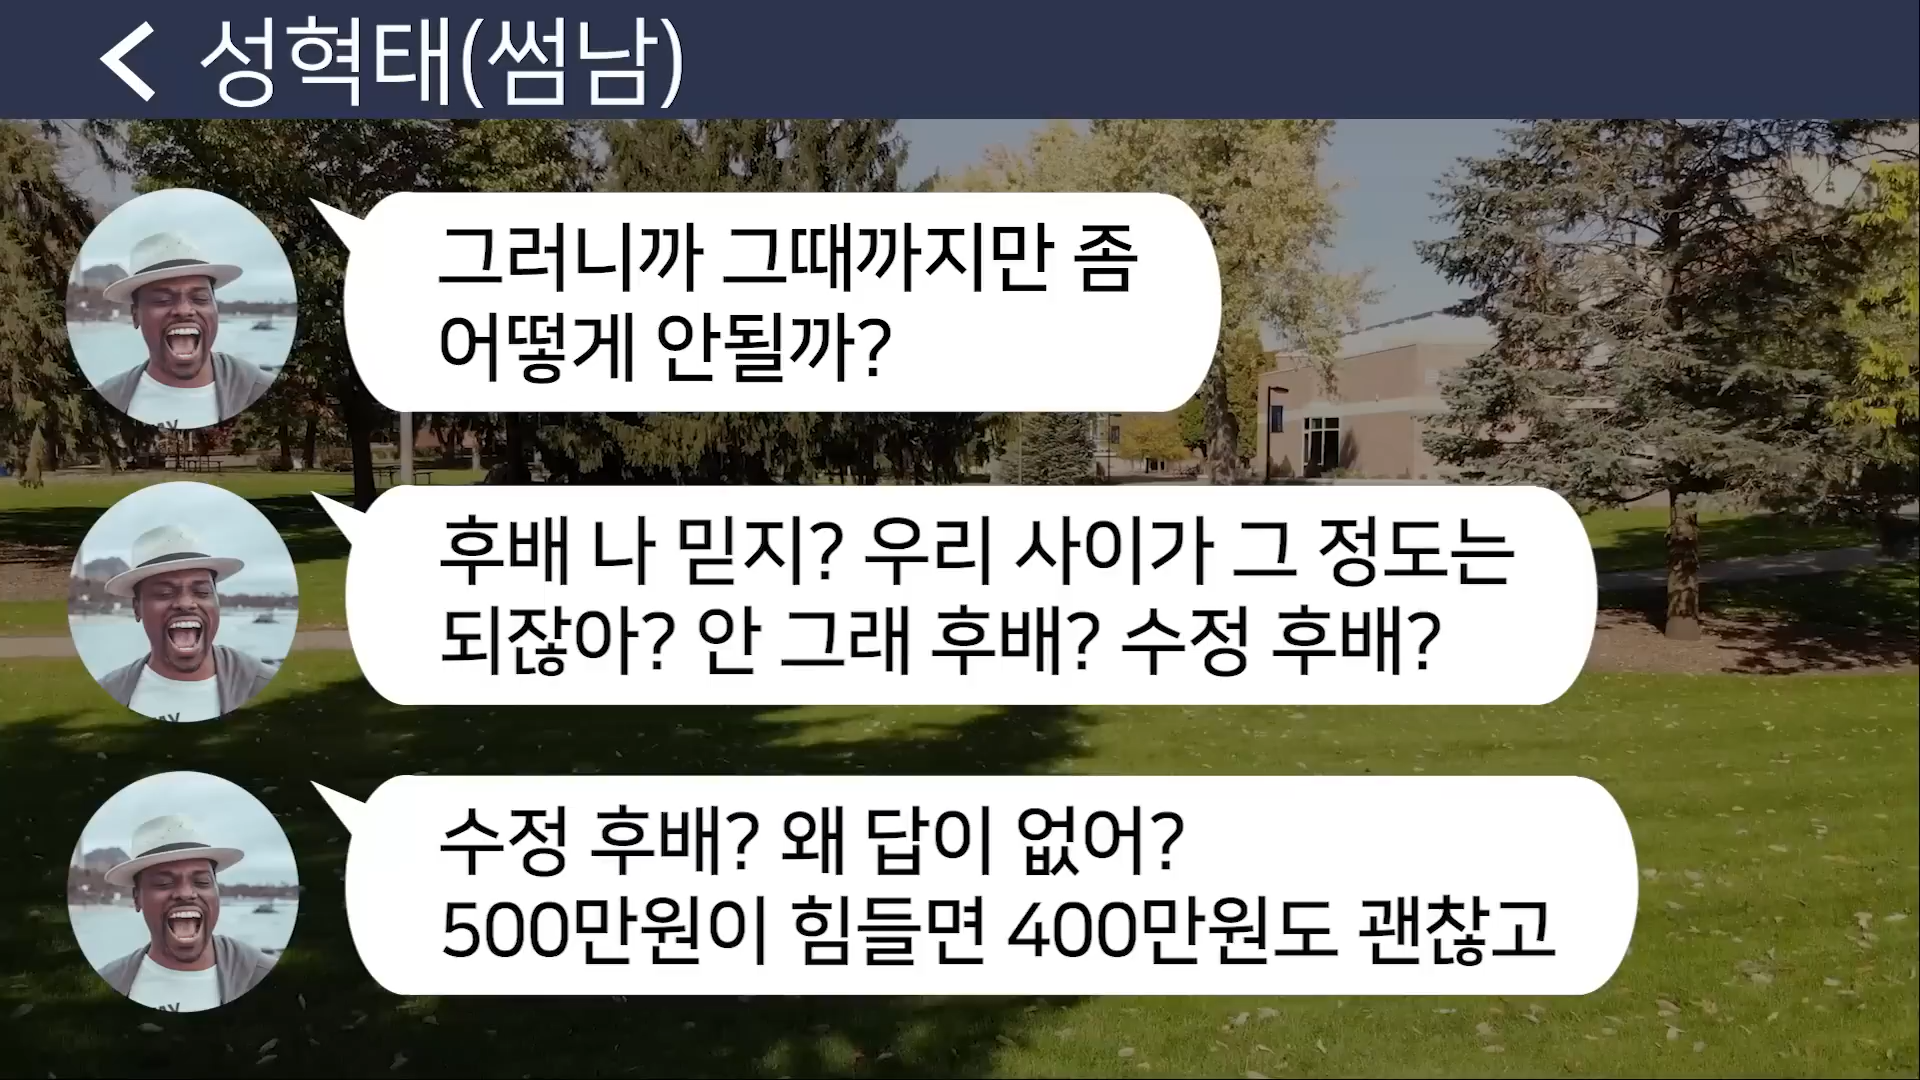 성혁태(썸남)
그러니까 그때까지만 좀
어떻게 안될까?
후배 나 믿지? 우리 사이가 그 정도는
되잖아? 안 그래 후배? 수정 후배?
수정 후배? 왜 답이 없어?
500만원이 힘들면 400만원도 괜찮고